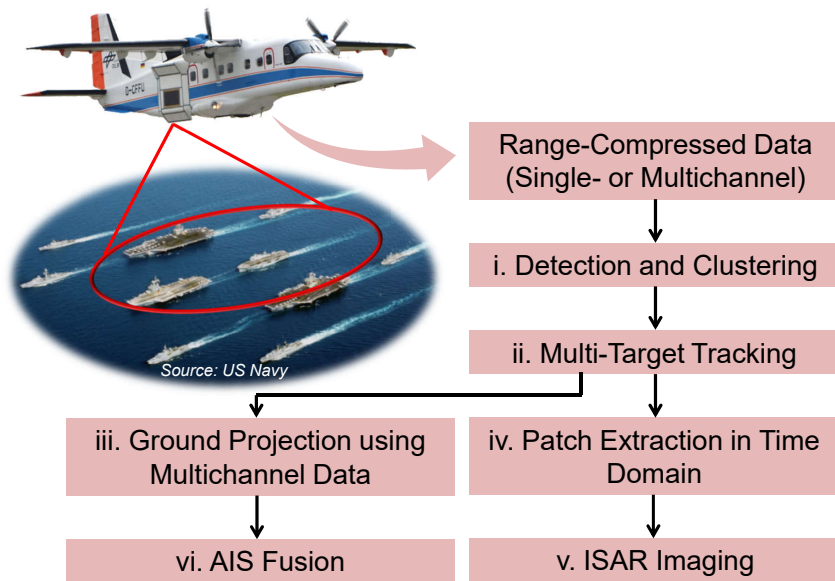 D-CFFU
Range-Compressed Data
(Single- or Multichannel)
i. Detection and Clustering
Source: US Navy
ii. Multi-Target Tracking
iii. Ground Projection using
Multichannel Data
iv. Patch Extraction in Time
Domain
vi. AIS Fusion
v. ISAR Imaging